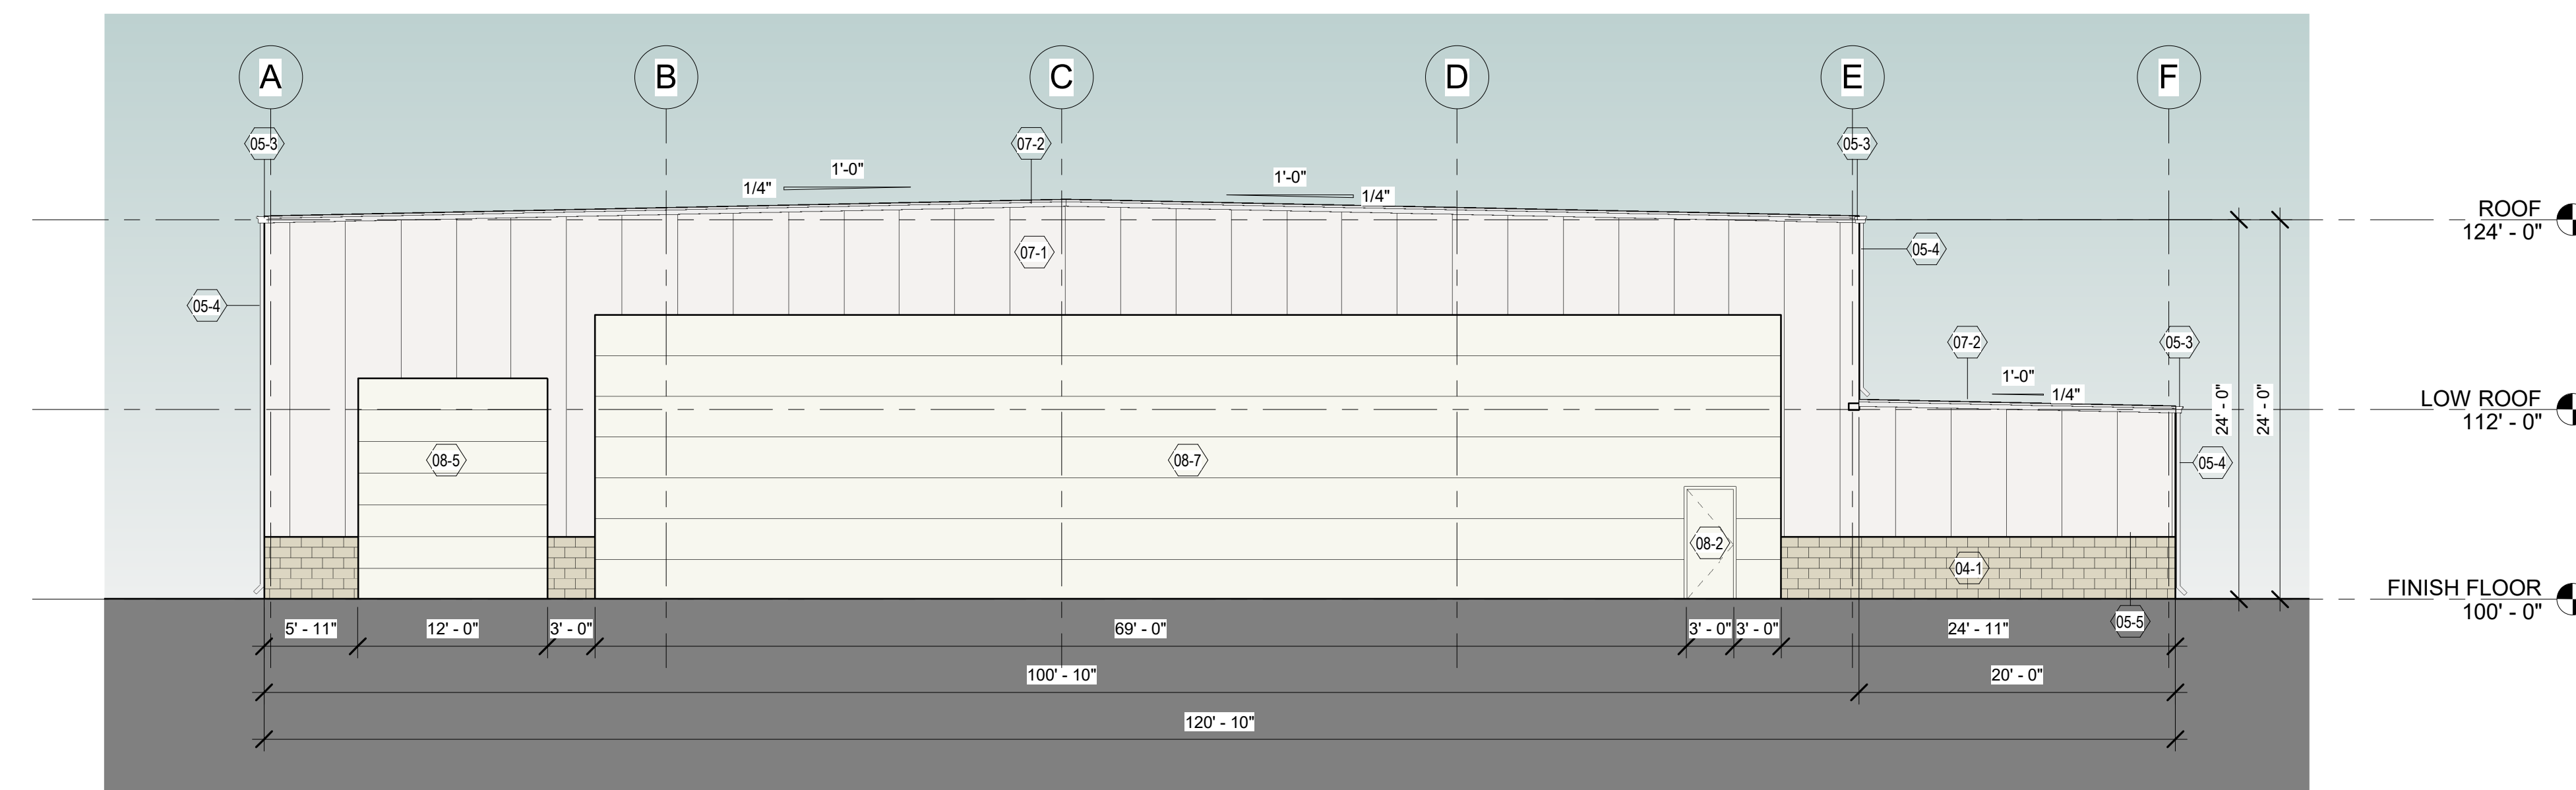 A B C D E F
05-3 07-2 05-3
1'-0" 1'-0"
1/4" 1/4"
ROOF
124' - 0"
07-1 05-4
05-4
07-2 05-3
1'-0"
1/4"
LOW ROOF
112' - 0"
24' - 0" 24' - 0"
08-5 08-7 05-4
08-2
04-1
FINISH FLOOR
100' - 0"
05-5
5' - 11" 12' - 0" 3' - 0" 69' - 0" 3' - 0" 3' - 0" 24' - 11"
100' - 10" 20' - 0"
120' - 10"